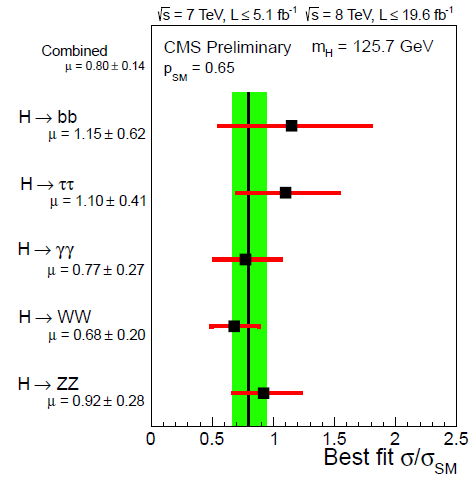 √s = 7 TeV, L ≤ 5.1 fb⁻¹ √s = 8 TeV, L ≤ 19.6 fb⁻¹
CMS Preliminary m_H = 125.7 GeV
p_SM = 0.65
Combined
μ = 0.80 ± 0.14
H → bb
μ = 1.15 ± 0.62
H → ττ
μ = 1.10 ± 0.41
H → γγ
μ = 0.77 ± 0.27
H → WW
μ = 0.68 ± 0.20
H → ZZ
μ = 0.92 ± 0.28
0 0.5 1 1.5 2 2.5
Best fit σ/σ_SM